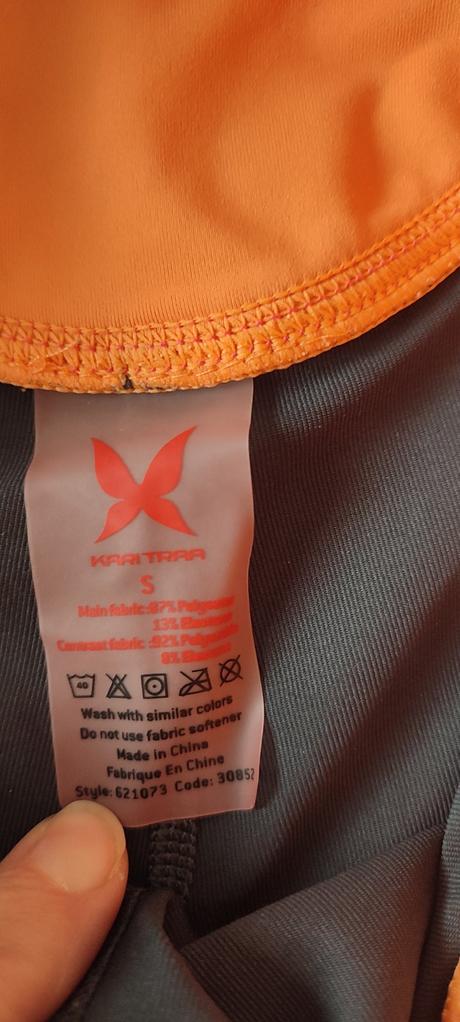 KARI TRAA
S
Main fabric :87% Polyester
13% Elastane
Contrast fabric :92% Polyester
8% Elastane
40
Wash with similar colors
Do not use fabric softener
Made in China
Fabrique En Chine
Style: 621073 Code: 30852